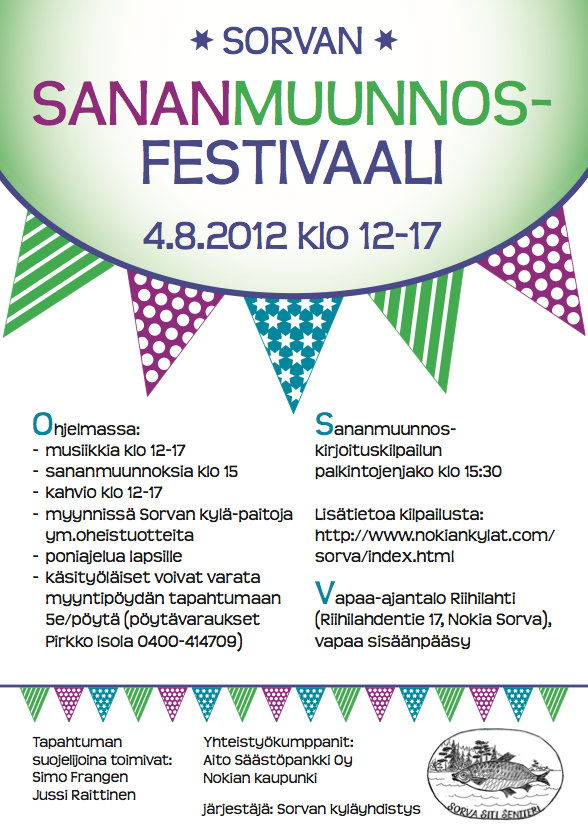 SORVAN
SANANMUUNNOS-
FESTIVAALI
4.8.2012 klo 12-17
Ohjelmassa:
- musiikkia klo 12-17
- sananmuunnoksia klo 15
- kahvio klo 12-17
- myynnissä Sorvan kylä-paitoja
ym.oheistuotteita
- poniajelua lapsille
- käsityöläiset voivat varata
myyntipöydän tapahtumaan
5e/pöytä (pöytävaraukset
Pirkko Isola 0400-414709)
Sananmuunnos-
kirjoituskilpailun
palkintojenjako klo 15:30
Lisätietoa kilpailusta:
http://www.nokiankylat.com/
sorva/index.html
Vapaa-ajantalo Riihilahti
(Riihilahdentie 17, Nokia Sorva),
vapaa sisäänpääsy
Tapahtuman
suojelijoina toimivat:
Simo Frangen
Jussi Raittinen
Yhteistyökumppanit:
Aito Säästöpankki Oy
Nokian kaupunki
järjestäjä: Sorvan kyläyhdistys
SORVA SITI SENTTERI